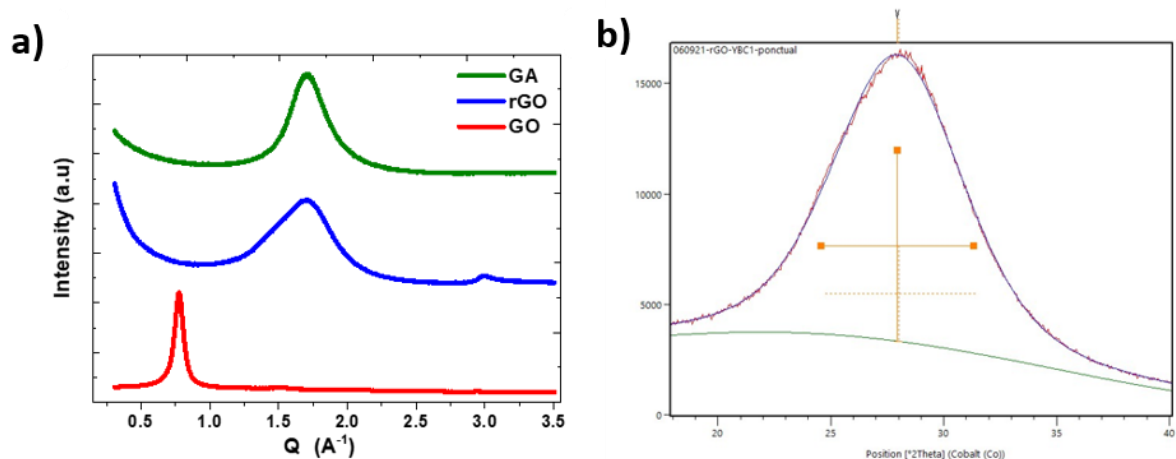 a)
GA
rGO
GO
Intensity (a.u)
0.5 1.0 1.5 2.0 2.5 3.0 3.5
Q (A⁻¹)
b)
060921-rGO-YBC1-ponctual
15000
10000
5000
0
20 25 30 35 40
Position [°2Theta] (Cobalt (Co))